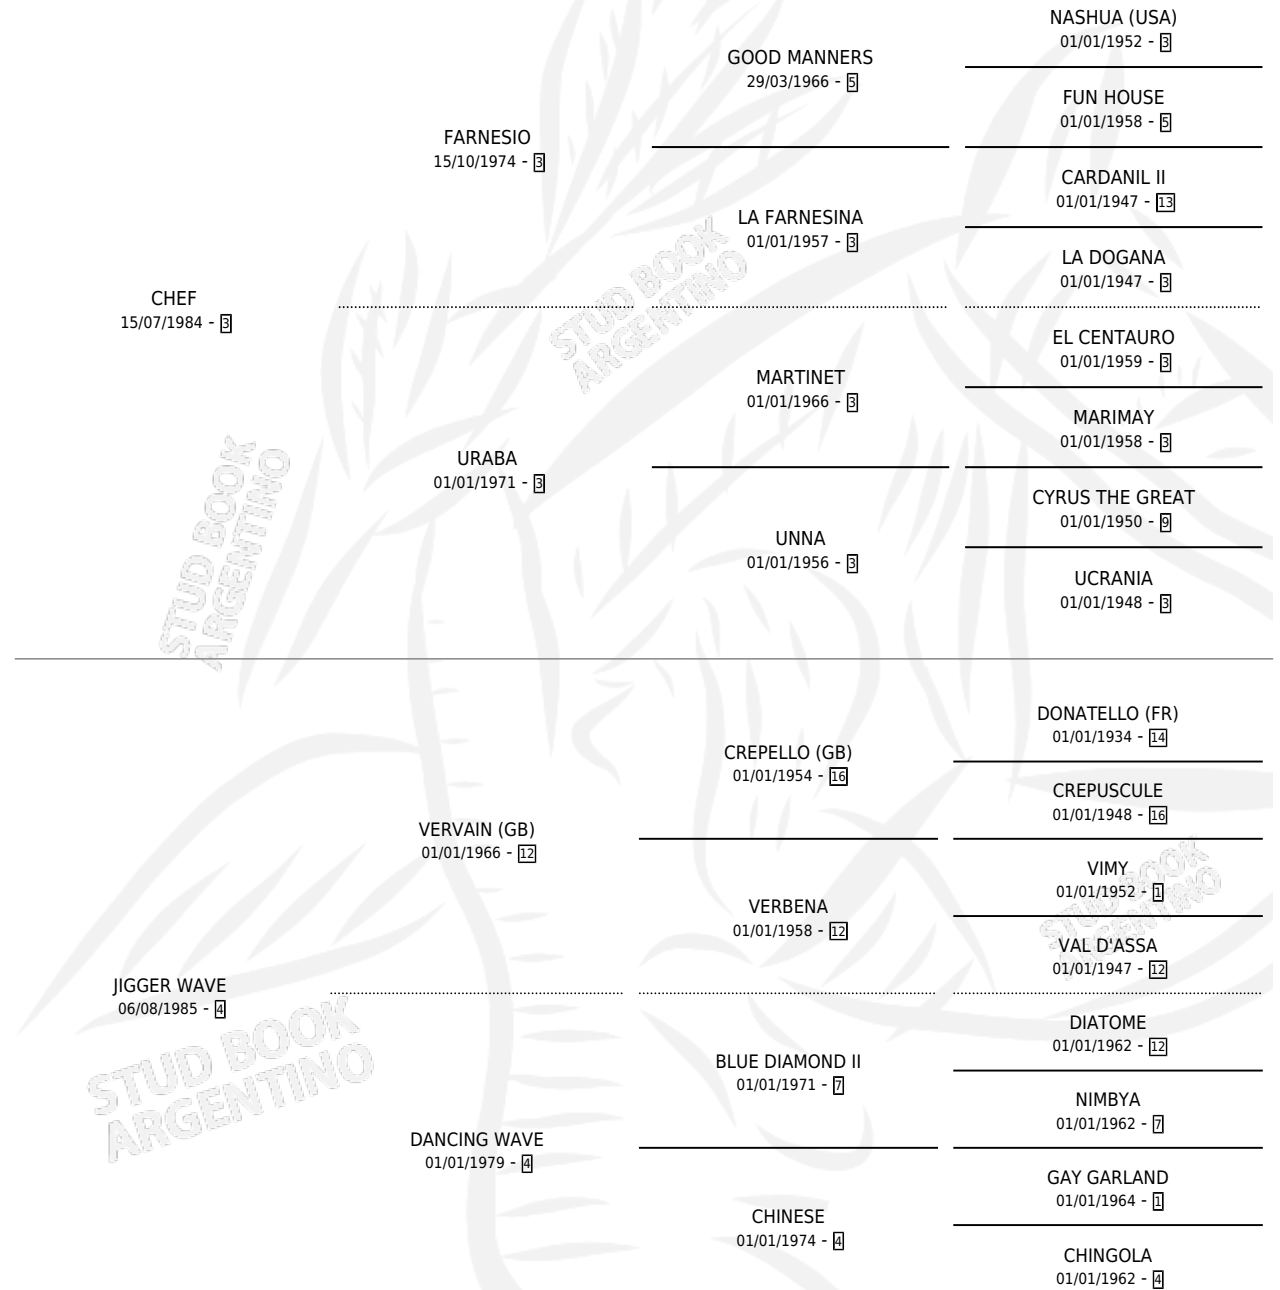 NASHUA (USA)
01/01/1952 - 3
GOOD MANNERS
29/03/1966 - 5
FUN HOUSE
01/01/1958 - 5
FARNESIO
15/10/1974 - 3
CARDANIL II
01/01/1947 - 13
LA FARNESINA
01/01/1957 - 3
LA DOGANA
01/01/1947 - 3
CHEF
15/07/1984 - 3
EL CENTAURO
01/01/1959 - 3
MARTINET
01/01/1966 - 3
MARIMAY
01/01/1958 - 3
URABA
01/01/1971 - 3
CYRUS THE GREAT
01/01/1950 - 9
UNNA
01/01/1956 - 3
UCRANIA
01/01/1948 - 3
STUD BOOK
ARGENTINO
STUD BOOK
ARGENTINO
DONATELLO (FR)
01/01/1934 - 14
CREPELLO (GB)
01/01/1954 - 16
CREPUSCULE
01/01/1948 - 16
VERVAIN (GB)
01/01/1966 - 12
VIMY
01/01/1952 - 1
VERBENA
01/01/1958 - 12
VAL D'ASSA
01/01/1947 - 12
JIGGER WAVE
06/08/1985 - 4
DIATOME
01/01/1962 - 12
BLUE DIAMOND II
01/01/1971 - 7
NIMBYA
01/01/1962 - 7
DANCING WAVE
01/01/1979 - 4
GAY GARLAND
01/01/1964 - 1
CHINESE
01/01/1974 - 4
CHINGOLA
01/01/1962 - 4
STUD BOOK
ARGENTINO
STUD BOOK
ARGENTINO